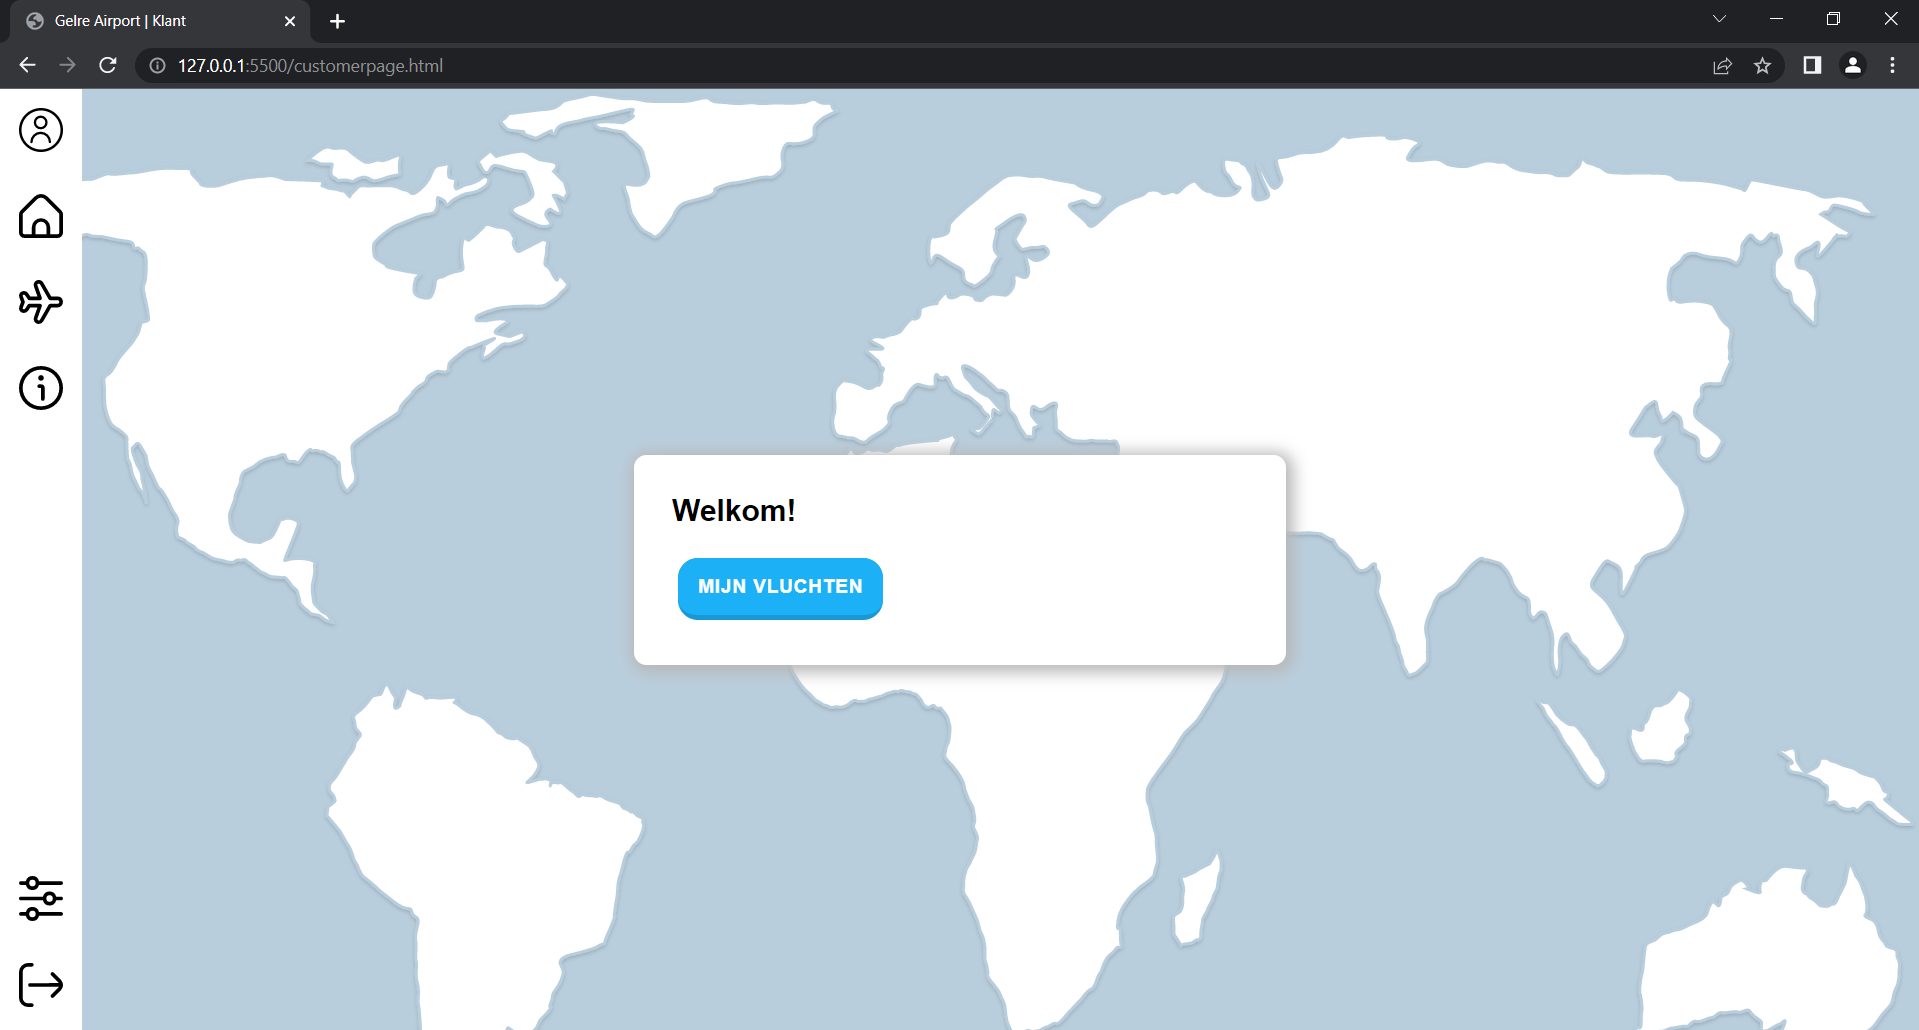 Gelre Airport | Klant
127.0.0.1:5500/customerpage.html
Welkom!
MIJN VLUCHTEN